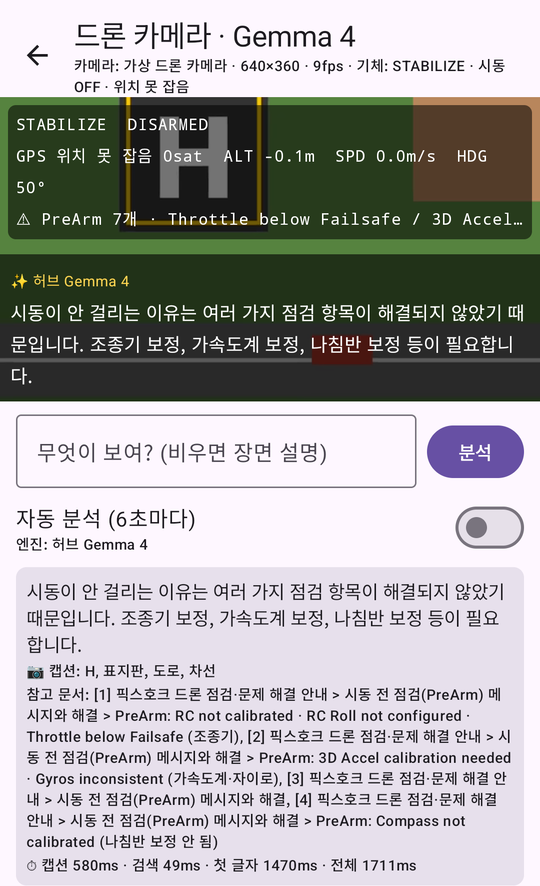 드론 카메라 · Gemma 4
카메라: 가상 드론 카메라 · 640×360 · 9fps · 기체: STABILIZE · 시동
OFF · 위치 못 잡음
H
STABILIZE DISARMED
GPS 위치 못 잡음 0sat ALT -0.1m SPD 0.0m/s HDG
50°
⚠ PreArm 7개 · Throttle below Failsafe / 3D Accel…
✨ 허브 Gemma 4
시동이 안 걸리는 이유는 여러 가지 점검 항목이 해결되지 않았기 때
문입니다. 조종기 보정, 가속도계 보정, 나침반 보정 등이 필요합니
다.
무엇이 보여? (비우면 장면 설명)
분석
자동 분석 (6초마다)
엔진: 허브 Gemma 4
시동이 안 걸리는 이유는 여러 가지 점검 항목이 해결되지 않았기
때문입니다. 조종기 보정, 가속도계 보정, 나침반 보정 등이 필요
합니다.
📷 캡션: H, 표지판, 도로, 차선
참고 문서: [1] 픽스호크 드론 점검·문제 해결 안내 > 시동 전 점검(PreArm) 메
시지와 해결 > PreArm: RC not calibrated · RC Roll not configured ·
Throttle below Failsafe (조종기), [2] 픽스호크 드론 점검·문제 해결 안내 > 시
동 전 점검(PreArm) 메시지와 해결 > PreArm: 3D Accel calibration needed
· Gyros inconsistent (가속도계·자이로), [3] 픽스호크 드론 점검·문제 해결 안
내 > 시동 전 점검(PreArm) 메시지와 해결, [4] 픽스호크 드론 점검·문제 해결
안내 > 시동 전 점검(PreArm) 메시지와 해결 > PreArm: Compass not
calibrated (나침반 보정 안 됨)
⏱ 캡션 580ms · 검색 49ms · 첫 글자 1470ms · 전체 1711ms